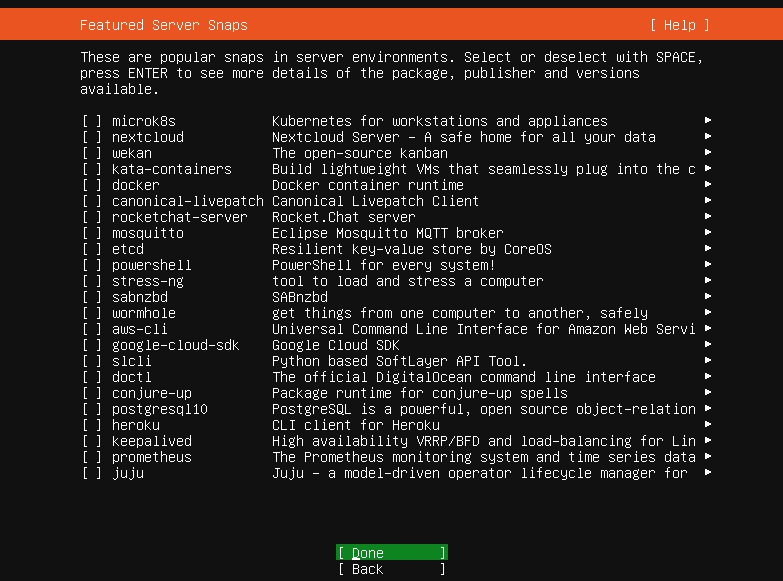 Featured Server Snaps [ Help ]
These are popular snaps in server environments. Select or deselect with SPACE,
press ENTER to see more details of the package, publisher and versions
available.
[ ] microk8s Kubernetes for workstations and appliances ▸
[ ] nextcloud Nextcloud Server - A safe home for all your data ▸
[ ] wekan The open-source kanban ▸
[ ] kata-containers Build lightweight VMs that seamlessly plug into the c ▸
[ ] docker Docker container runtime ▸
[ ] canonical-livepatch Canonical Livepatch Client ▸
[ ] rocketchat-server Rocket.Chat server ▸
[ ] mosquitto Eclipse Mosquitto MQTT broker ▸
[ ] etcd Resilient key-value store by CoreOS ▸
[ ] powershell PowerShell for every system! ▸
[ ] stress-ng tool to load and stress a computer ▸
[ ] sabnzbd SABnzbd ▸
[ ] wormhole get things from one computer to another, safely ▸
[ ] aws-cli Universal Command Line Interface for Amazon Web Servi ▸
[ ] google-cloud-sdk Google Cloud SDK ▸
[ ] slcli Python based SoftLayer API Tool. ▸
[ ] doctl The official DigitalOcean command line interface ▸
[ ] conjure-up Package runtime for conjure-up spells ▸
[ ] postgresql10 PostgreSQL is a powerful, open source object-relation ▸
[ ] heroku CLI client for Heroku ▸
[ ] keepalived High availability VRRP/BFD and load-balancing for Lin ▸
[ ] prometheus The Prometheus monitoring system and time series data ▸
[ ] juju Juju - a model-driven operator lifecycle manager for ▸
[ Done ]
[ Back ]